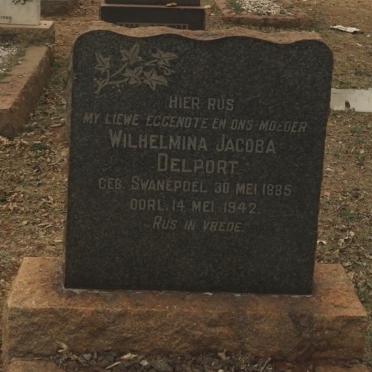 HIER RUS
MY LIEWE EGGENOTE EN ONS MOEDER
WILHELMINA JACOBA
DELPORT
GEB. SWANEPOEL 30 MEI 1885
OORL. 14 MEI 1942.
RUS IN VREDE.